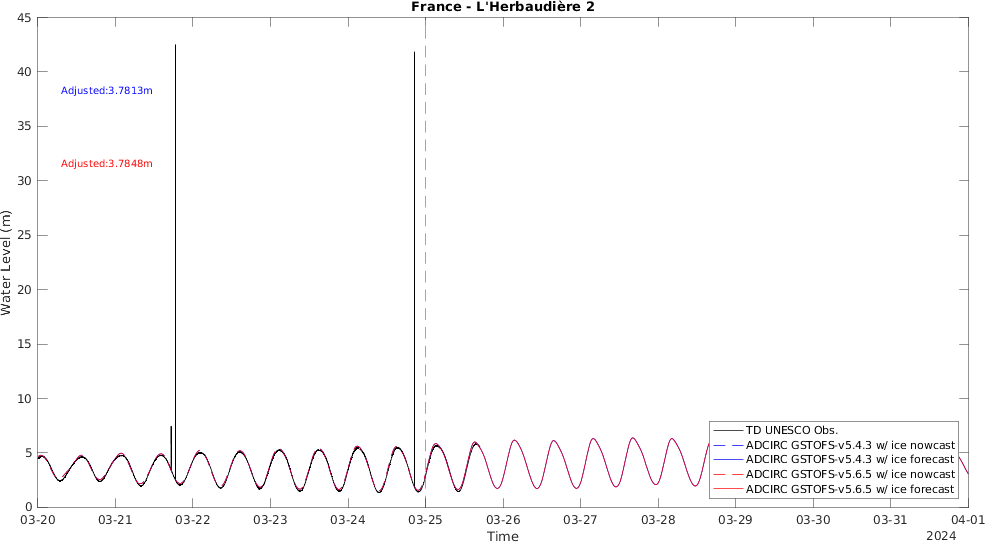 France - L'Herbaudière 2
45
40
35
30
25
20
15
10
5
0
Water Level (m)
Adjusted:3.7813m
Adjusted:3.7848m
TD UNESCO Obs.
ADCIRC GSTOFS-v5.4.3 w/ ice nowcast
ADCIRC GSTOFS-v5.4.3 w/ ice forecast
ADCIRC GSTOFS-v5.6.5 w/ ice nowcast
ADCIRC GSTOFS-v5.6.5 w/ ice forecast
03-20 03-21 03-22 03-23 03-24 03-25 03-26 03-27 03-28 03-29 03-30 03-31 04-01
Time
2024